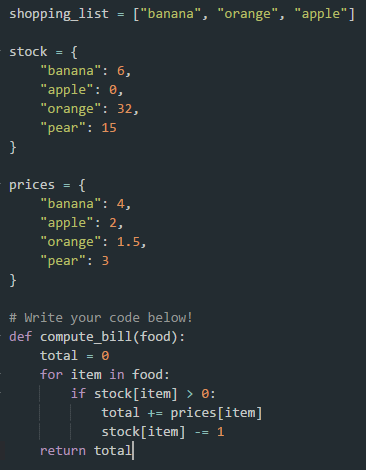 shopping_list = ["banana", "orange", "apple"]
stock = {
    "banana": 6,
    "apple": 0,
    "orange": 32,
    "pear": 15
}
prices = {
    "banana": 4,
    "apple": 2,
    "orange": 1.5,
    "pear": 3
}
# Write your code below!
def compute_bill(food):
    total = 0
    for item in food:
        if stock[item] > 0:
            total += prices[item]
            stock[item] -= 1
    return total